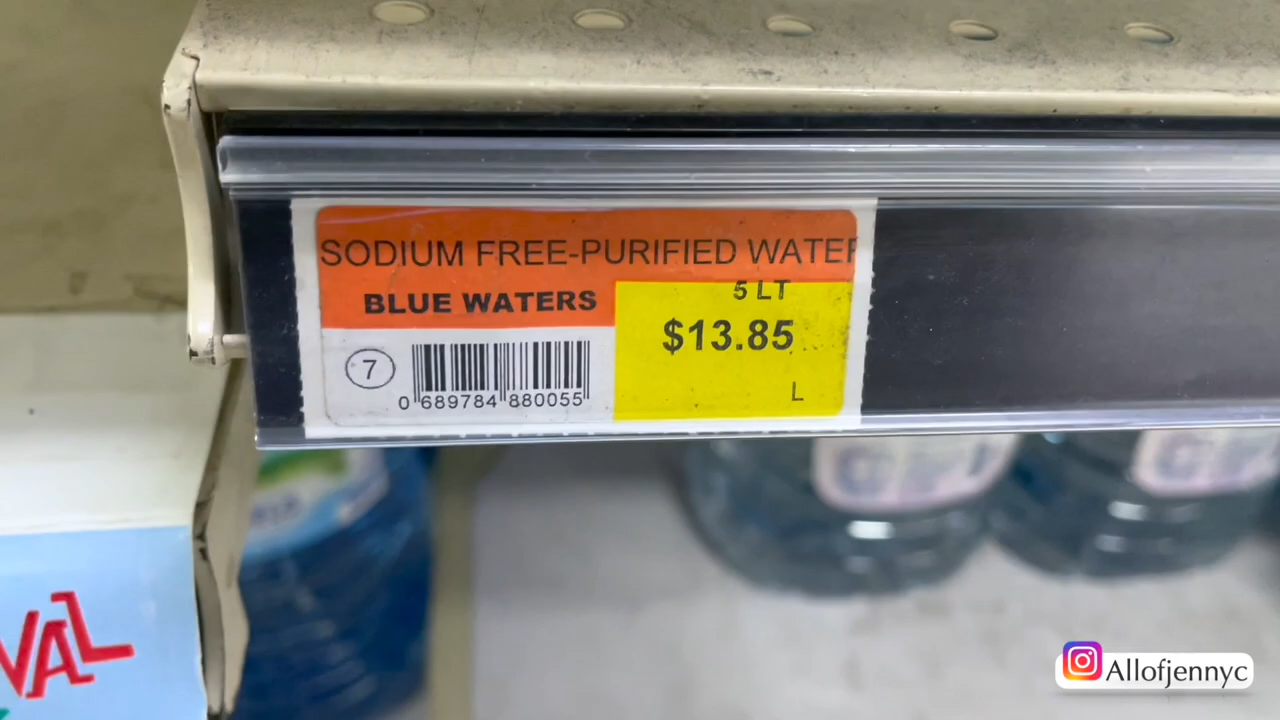 SODIUM FREE-PURIFIED WATER
BLUE WATERS
5 LT
$13.85
7
0 689784 880055
L
VAL
Allofjennyc